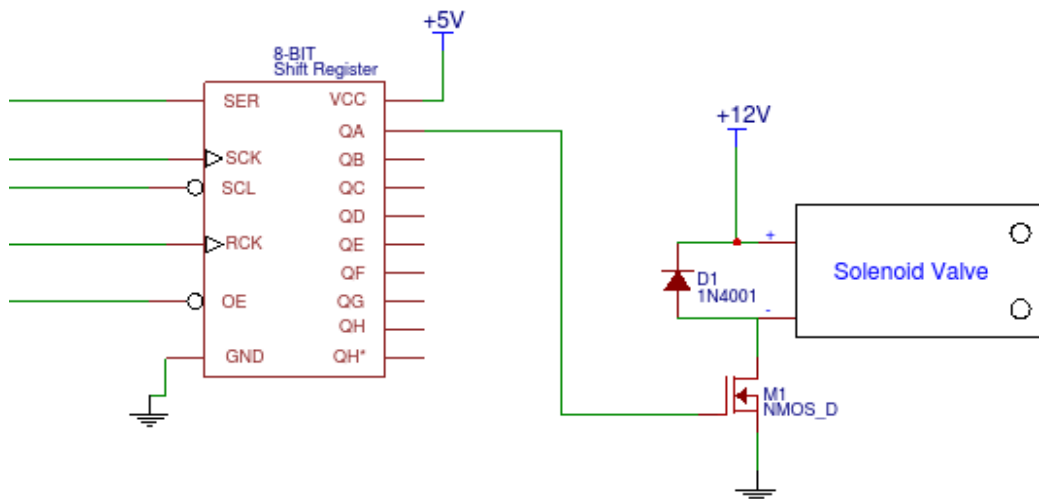 +5V
8-BIT
Shift Register
SER
VCC
QA
SCK
QB
SCL
QC
QD
RCK
QE
QF
OE
QG
QH
GND
QH*
+12V
+
Solenoid Valve
D1
1N4001
-
M1
NMOS_D